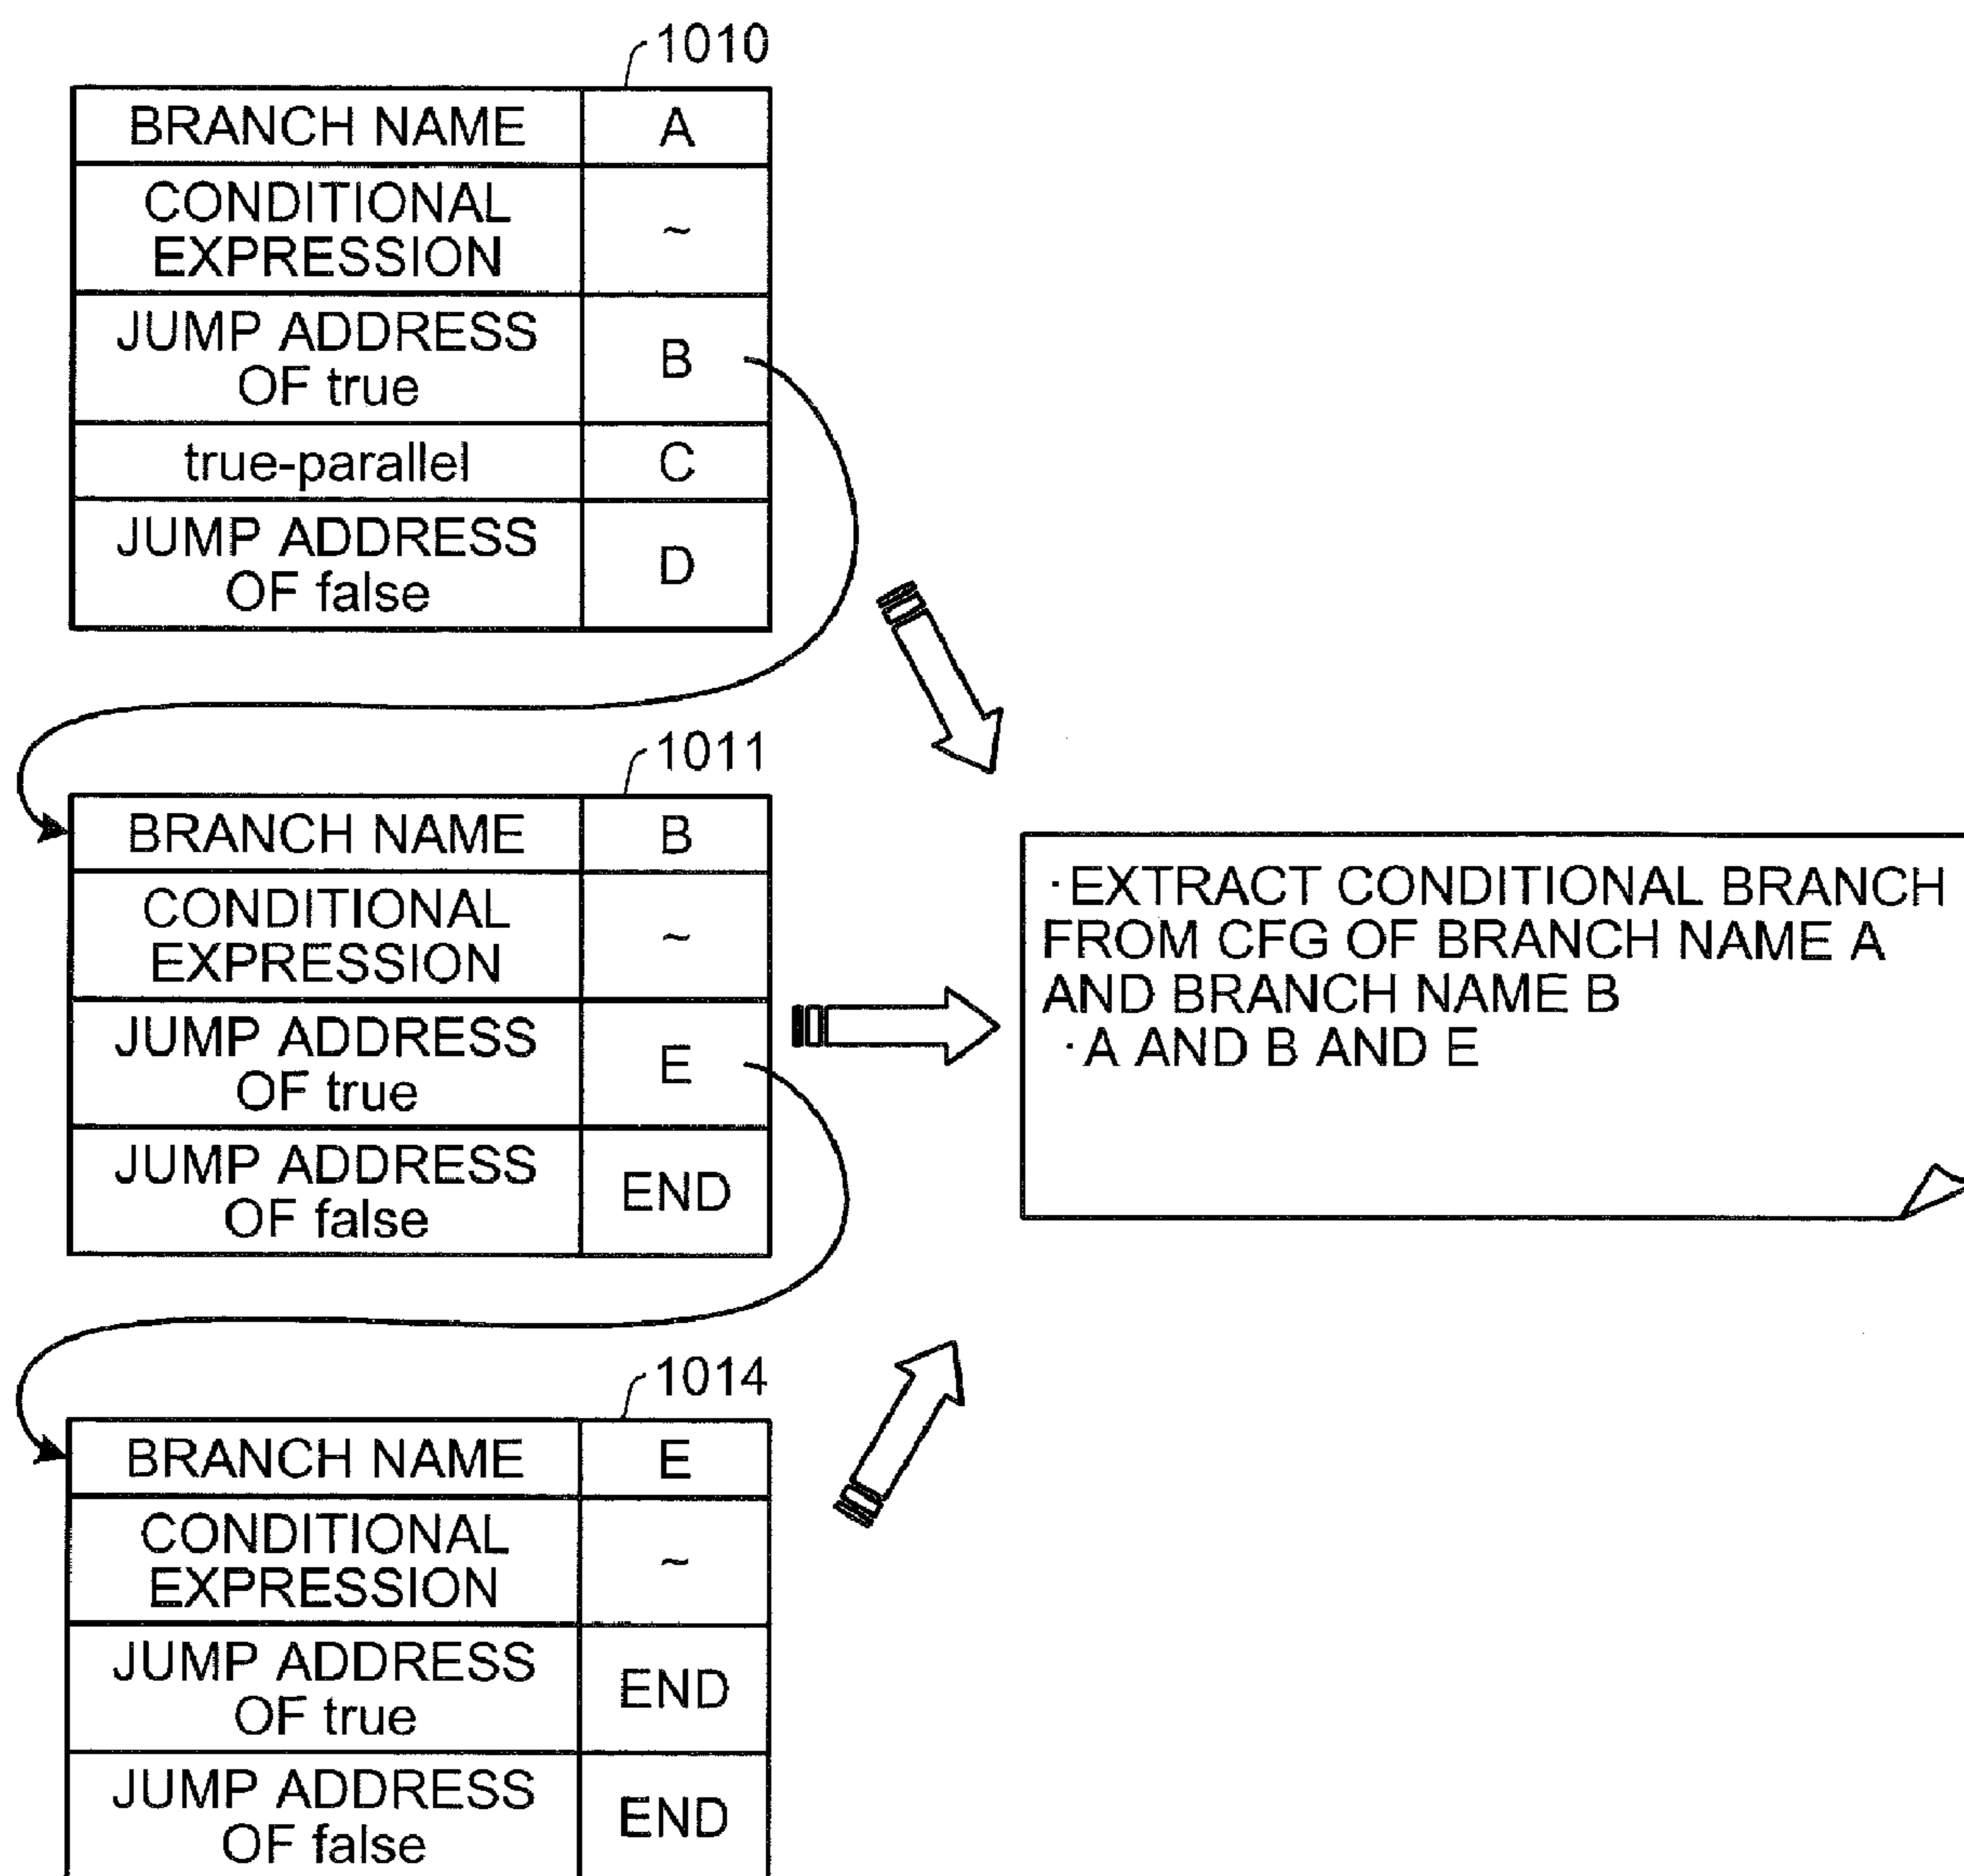 1010
BRANCH NAME A
CONDITIONAL
EXPRESSION ~
JUMP ADDRESS
OF true B
true-parallel C
JUMP ADDRESS
OF false D
1011
BRANCH NAME B
CONDITIONAL
EXPRESSION ~
JUMP ADDRESS
OF true E
JUMP ADDRESS
OF false END
·EXTRACT CONDITIONAL BRANCH
FROM CFG OF BRANCH NAME A
AND BRANCH NAME B
·A AND B AND E
1014
BRANCH NAME E
CONDITIONAL
EXPRESSION ~
JUMP ADDRESS
OF true END
JUMP ADDRESS
OF false END